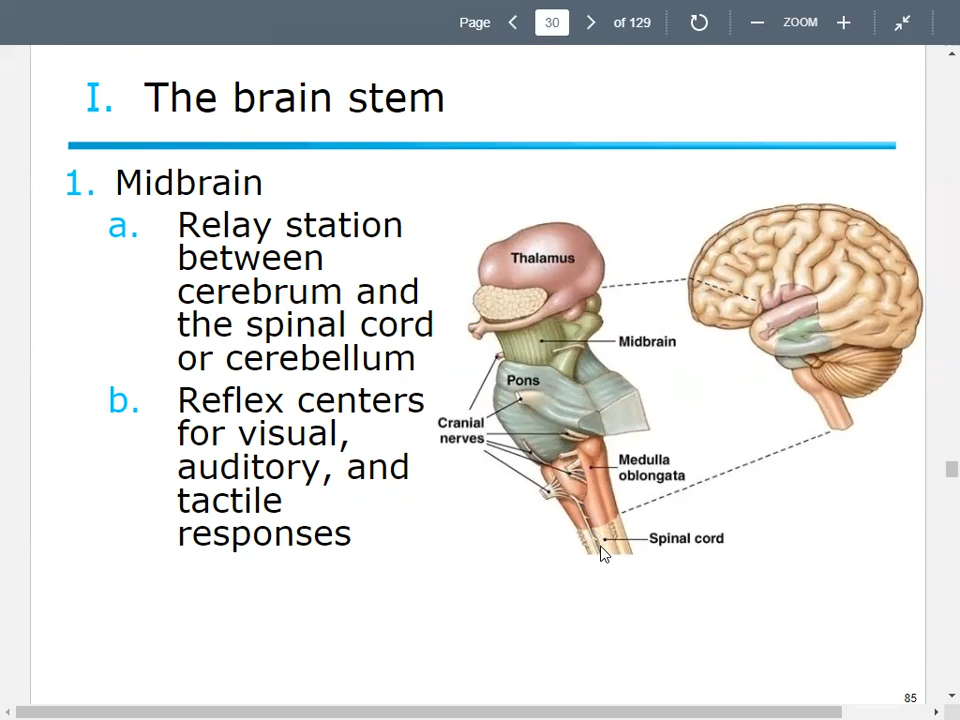 Page 30 of 129 ZOOM
I. The brain stem
1. Midbrain
a. Relay station
between
cerebrum and
the spinal cord
or cerebellum
b. Reflex centers
for visual,
auditory, and
tactile
responses
Thalamus
Midbrain
Pons
Cranial
nerves
Medulla
oblongata
Spinal cord
85